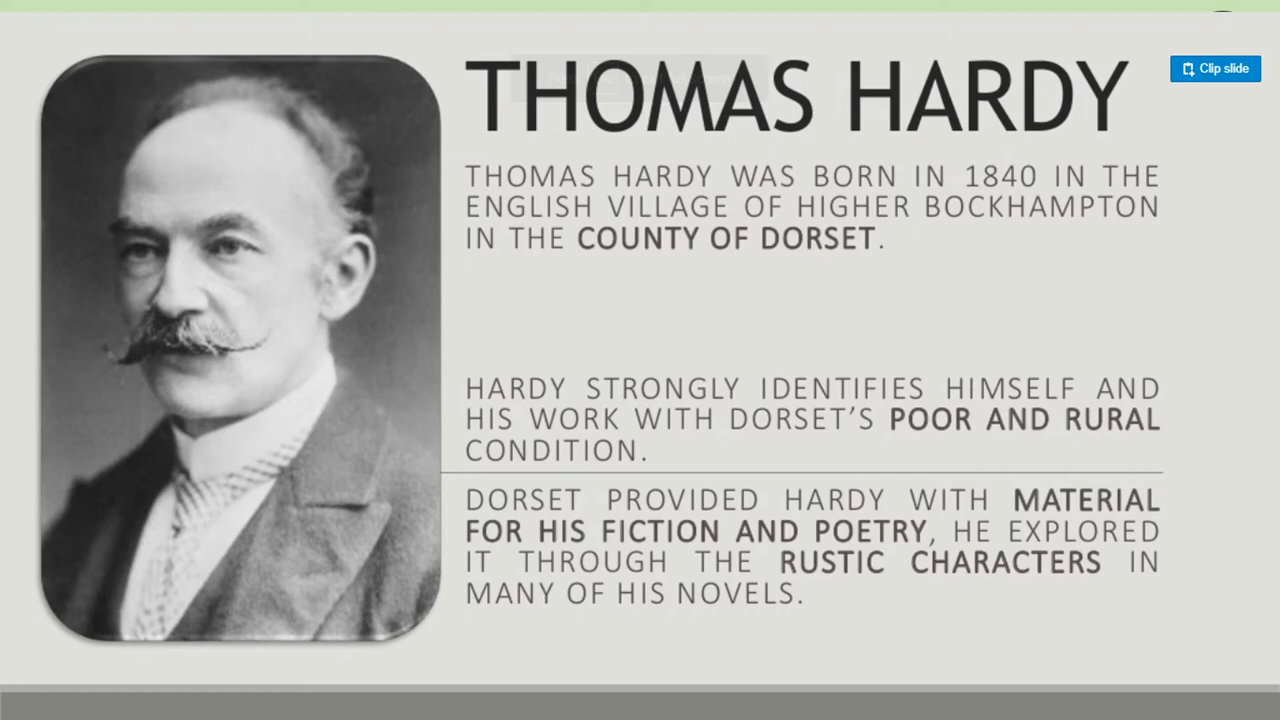 THOMAS HARDY
Clip slide
THOMAS HARDY WAS BORN IN 1840 IN THE
ENGLISH VILLAGE OF HIGHER BOCKHAMPTON
IN THE COUNTY OF DORSET.
HARDY STRONGLY IDENTIFIES HIMSELF AND
HIS WORK WITH DORSET’S POOR AND RURAL
CONDITION.
DORSET PROVIDED HARDY WITH MATERIAL
FOR HIS FICTION AND POETRY, HE EXPLORED
IT THROUGH THE RUSTIC CHARACTERS IN
MANY OF HIS NOVELS.